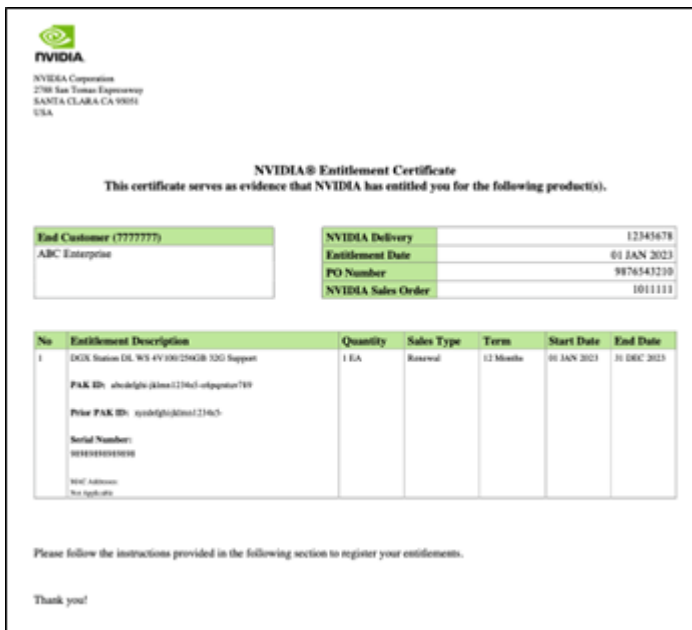 NVIDIA
NVIDIA Corporation
2788 San Tomas Expressway
SANTA CLARA CA 95051
USA
NVIDIA® Entitlement Certificate
This certificate serves as evidence that NVIDIA has entitled you for the following product(s).
End Customer (7777777)
ABC Enterprise
NVIDIA Delivery 12345678
Entitlement Date 01 JAN 2023
PO Number 9876543210
NVIDIA Sales Order 1011111
No Entitlement Description Quantity Sales Type Term Start Date End Date
1 DGX Station DL WS 4V100/256GB 32G Support 1 EA Renewal 12 Months 01 JAN 2023 31 DEC 2023
PAK ID:
Prior PAK ID:
Serial Number:
MAC Addresses:
Not Applicable
Please follow the instructions provided in the following section to register your entitlements.
Thank you!